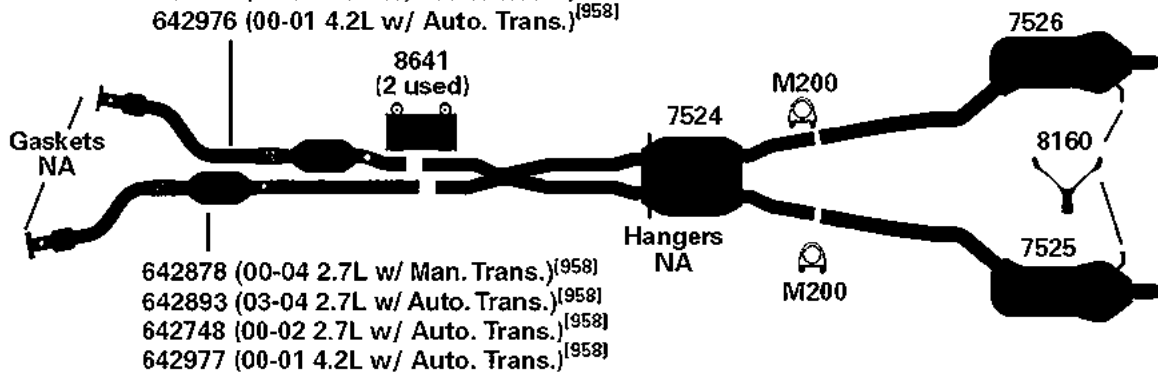 642976 (00-01 4.2L w/ Auto. Trans.)[958]
8641
(2 used)
7526
M200
7524
Gaskets
NA
8160
Hangers
NA
7525
M200
642878 (00-04 2.7L w/ Man. Trans.)[958]
642893 (03-04 2.7L w/ Auto. Trans.)[958]
642748 (00-02 2.7L w/ Auto. Trans.)[958]
642977 (00-01 4.2L w/ Auto. Trans.)[958]